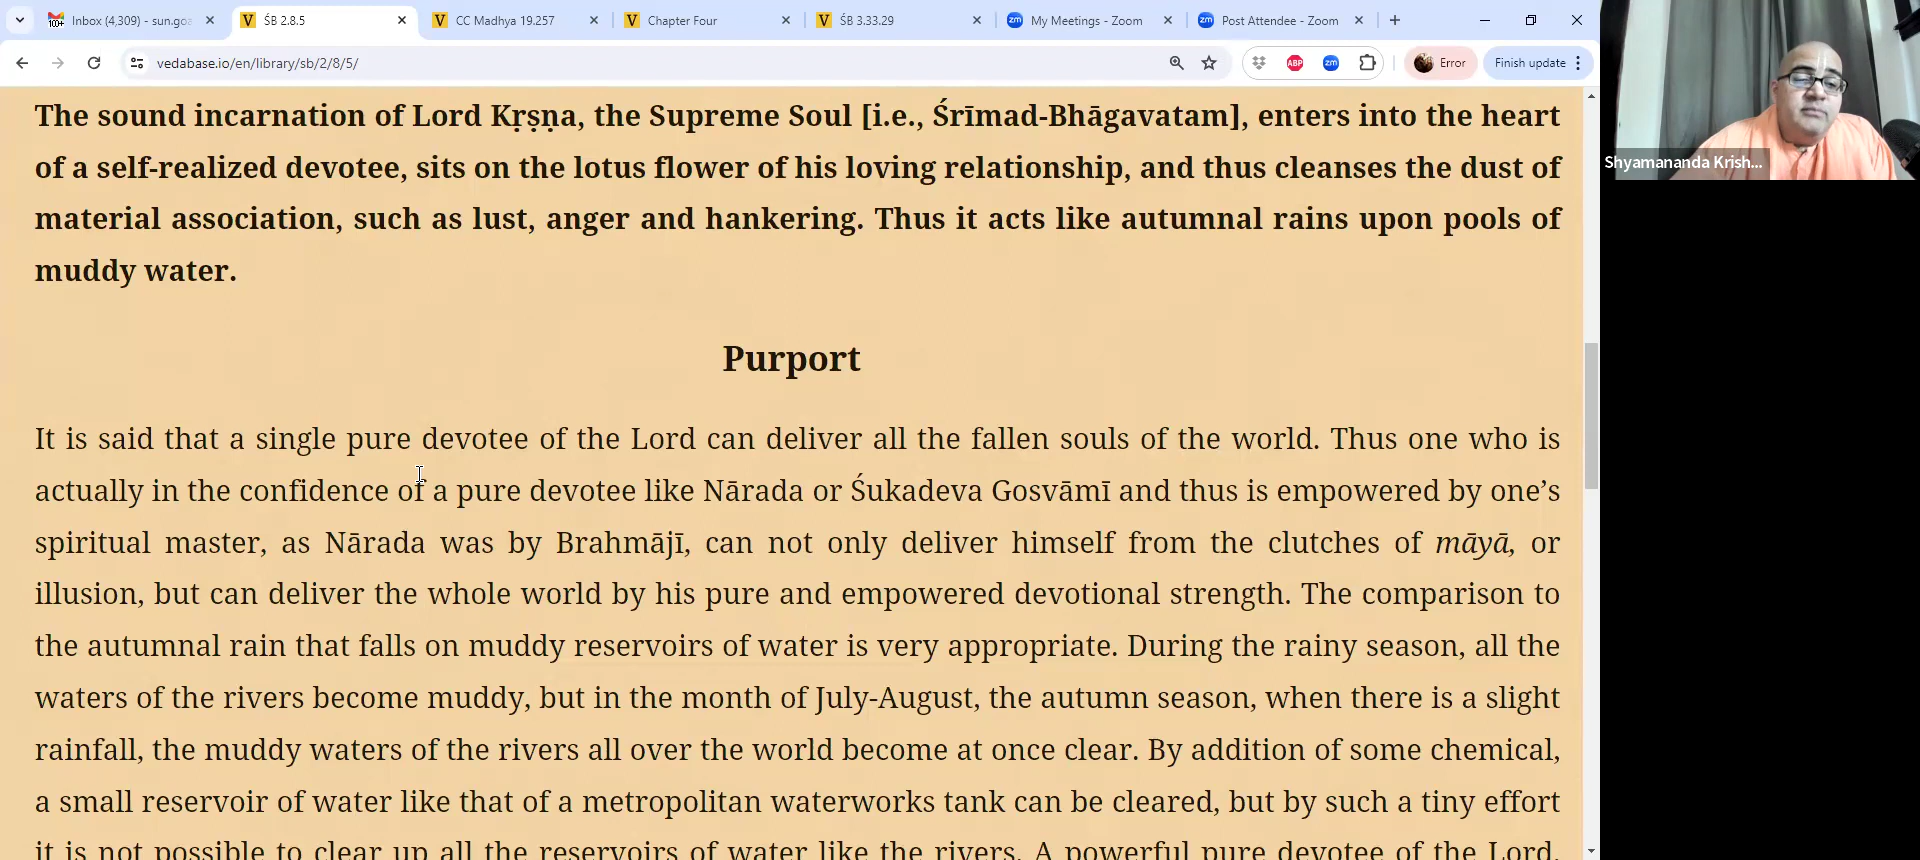 Inbox (4,309) - sun.goa
ŚB 2.8.5
CC Madhya 19.257
Chapter Four
ŚB 3.33.29
My Meetings - Zoom
Post Attendee - Zoom
vedabase.io/en/library/sb/2/8/5/
ABP
zm
Error
Finish update
The sound incarnation of Lord Kṛṣṇa, the Supreme Soul [i.e., Śrīmad-Bhāgavatam], enters into the heart
of a self-realized devotee, sits on the lotus flower of his loving relationship, and thus cleanses the dust of
material association, such as lust, anger and hankering. Thus it acts like autumnal rains upon pools of
muddy water.
Purport
It is said that a single pure devotee of the Lord can deliver all the fallen souls of the world. Thus one who is
actually in the confidence of a pure devotee like Nārada or Śukadeva Gosvāmī and thus is empowered by one’s
spiritual master, as Nārada was by Brahmājī, can not only deliver himself from the clutches of māyā, or
illusion, but can deliver the whole world by his pure and empowered devotional strength. The comparison to
the autumnal rain that falls on muddy reservoirs of water is very appropriate. During the rainy season, all the
waters of the rivers become muddy, but in the month of July-August, the autumn season, when there is a slight
rainfall, the muddy waters of the rivers all over the world become at once clear. By addition of some chemical,
a small reservoir of water like that of a metropolitan waterworks tank can be cleared, but by such a tiny effort
it is not possible to clear up all the reservoirs of water like the rivers. A powerful pure devotee of the Lord,
Shyamananda Krish...